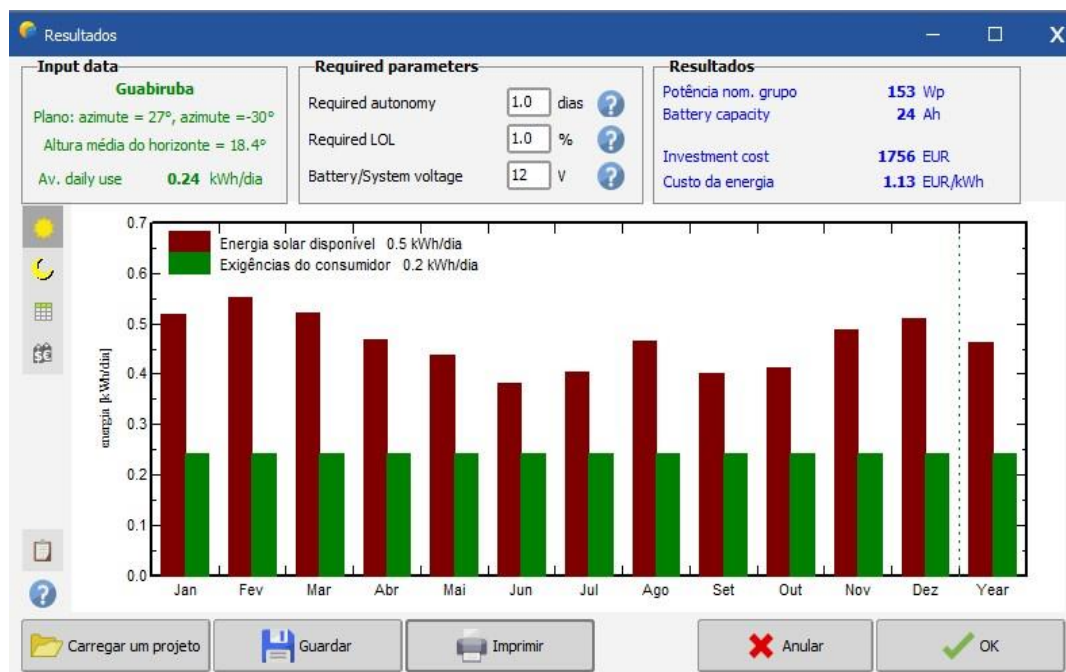 Resultados
Input data
Guabiruba
Plano: azimute = 27°, azimute =-30°
Altura média do horizonte = 18.4°
Av. daily use 0.24 kWh/dia
Required parameters
Required autonomy 1.0 dias ?
Required LOL 1.0 % ?
Battery/System voltage 12 V ?
Resultados
Potência nom. grupo 153 Wp
Battery capacity 24 Ah
Investment cost 1756 EUR
Custo da energia 1.13 EUR/kWh
Energia solar disponível 0.5 kWh/dia
Exigências do consumidor 0.2 kWh/dia
energia [kWh/dia]
0.7
0.6
0.5
0.4
0.3
0.2
0.1
0.0
Jan Fev Mar Abr Mai Jun Jul Ago Set Out Nov Dez Year
$€
?
Carregar um projeto Guardar Imprimir Anular OK